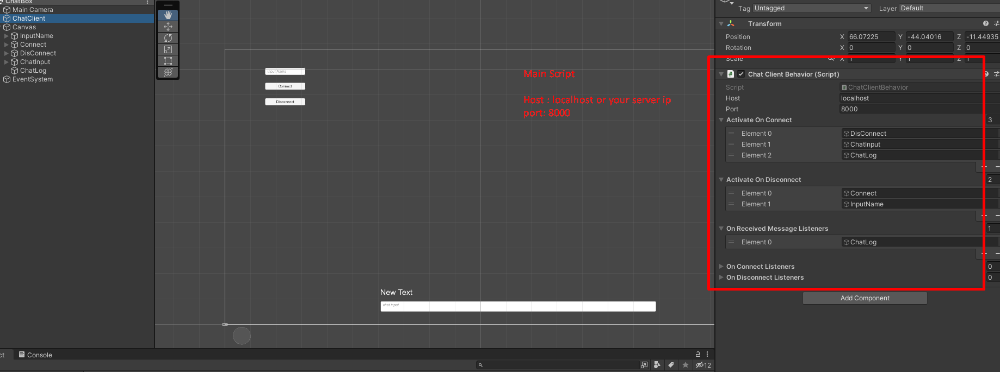 ChatBox
Main Camera
ChatClient
Canvas
InputName
Connect
DisConnect
ChatInput
ChatLog
EventSystem
Input Name
Connect
Disconnect
Main Script
Host : localhost or your server ip
port: 8000
New Text
chat input
Console
12
Tag Untagged Layer Default
Transform
Position X 66.07225 Y -44.04016 Z -11.44935
Rotation X 0 Y 0 Z 0
Scale X 1 Y 1 Z 1
# Chat Client Behavior (Script)
Script ChatClientBehavior
Host localhost
Port 8000
Activate On Connect 3
Element 0 DisConnect
Element 1 ChatInput
Element 2 ChatLog
Activate On Disconnect 2
Element 0 Connect
Element 1 InputName
On Received Message Listeners 1
Element 0 ChatLog
On Connect Listeners 0
On Disconnect Listeners 0
Add Component